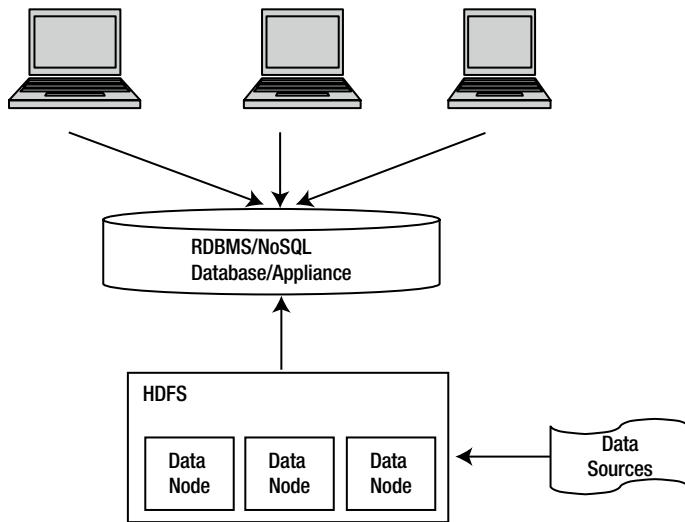 RDBMS/NoSQL
Database/Appliance
HDFS
Data
Node
Data
Node
Data
Node
Data
Sources